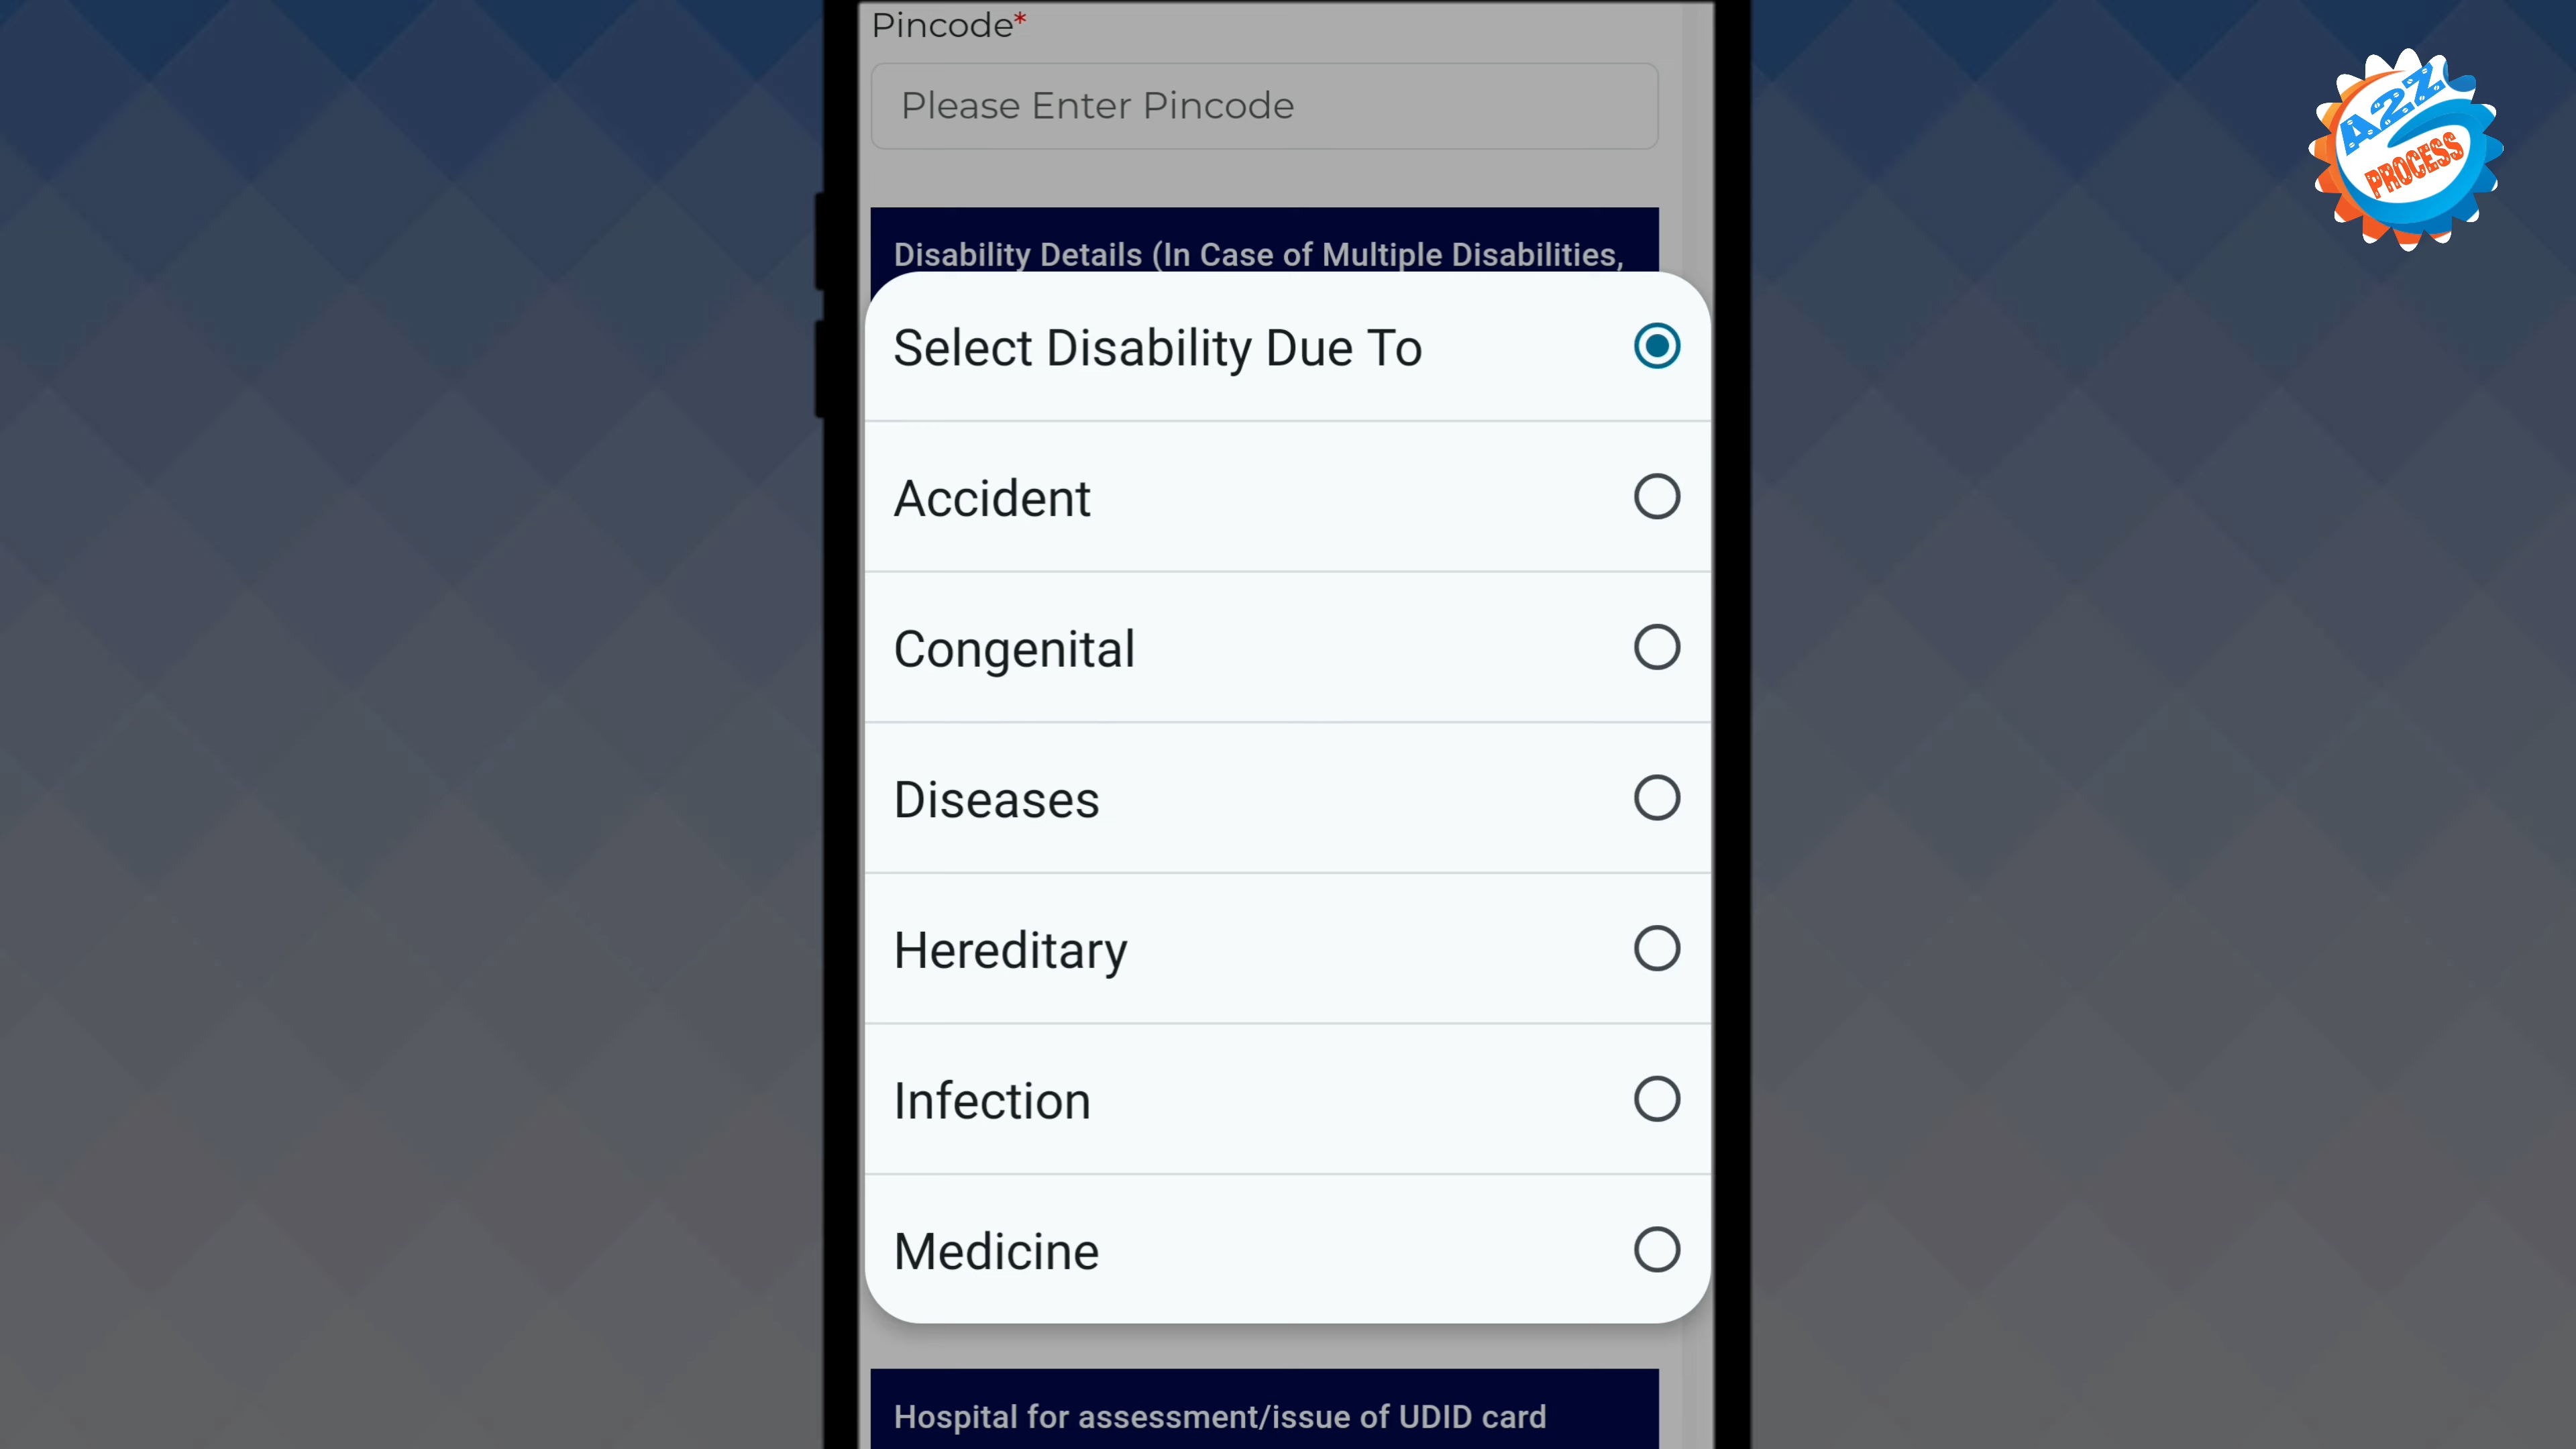 Pincode*
Please Enter Pincode
A2Z
PROCESS
Disability Details (In Case of Multiple Disabilities,
Select Disability Due To
Accident
Congenital
Diseases
Hereditary
Infection
Medicine
Hospital for assessment/issue of UDID card